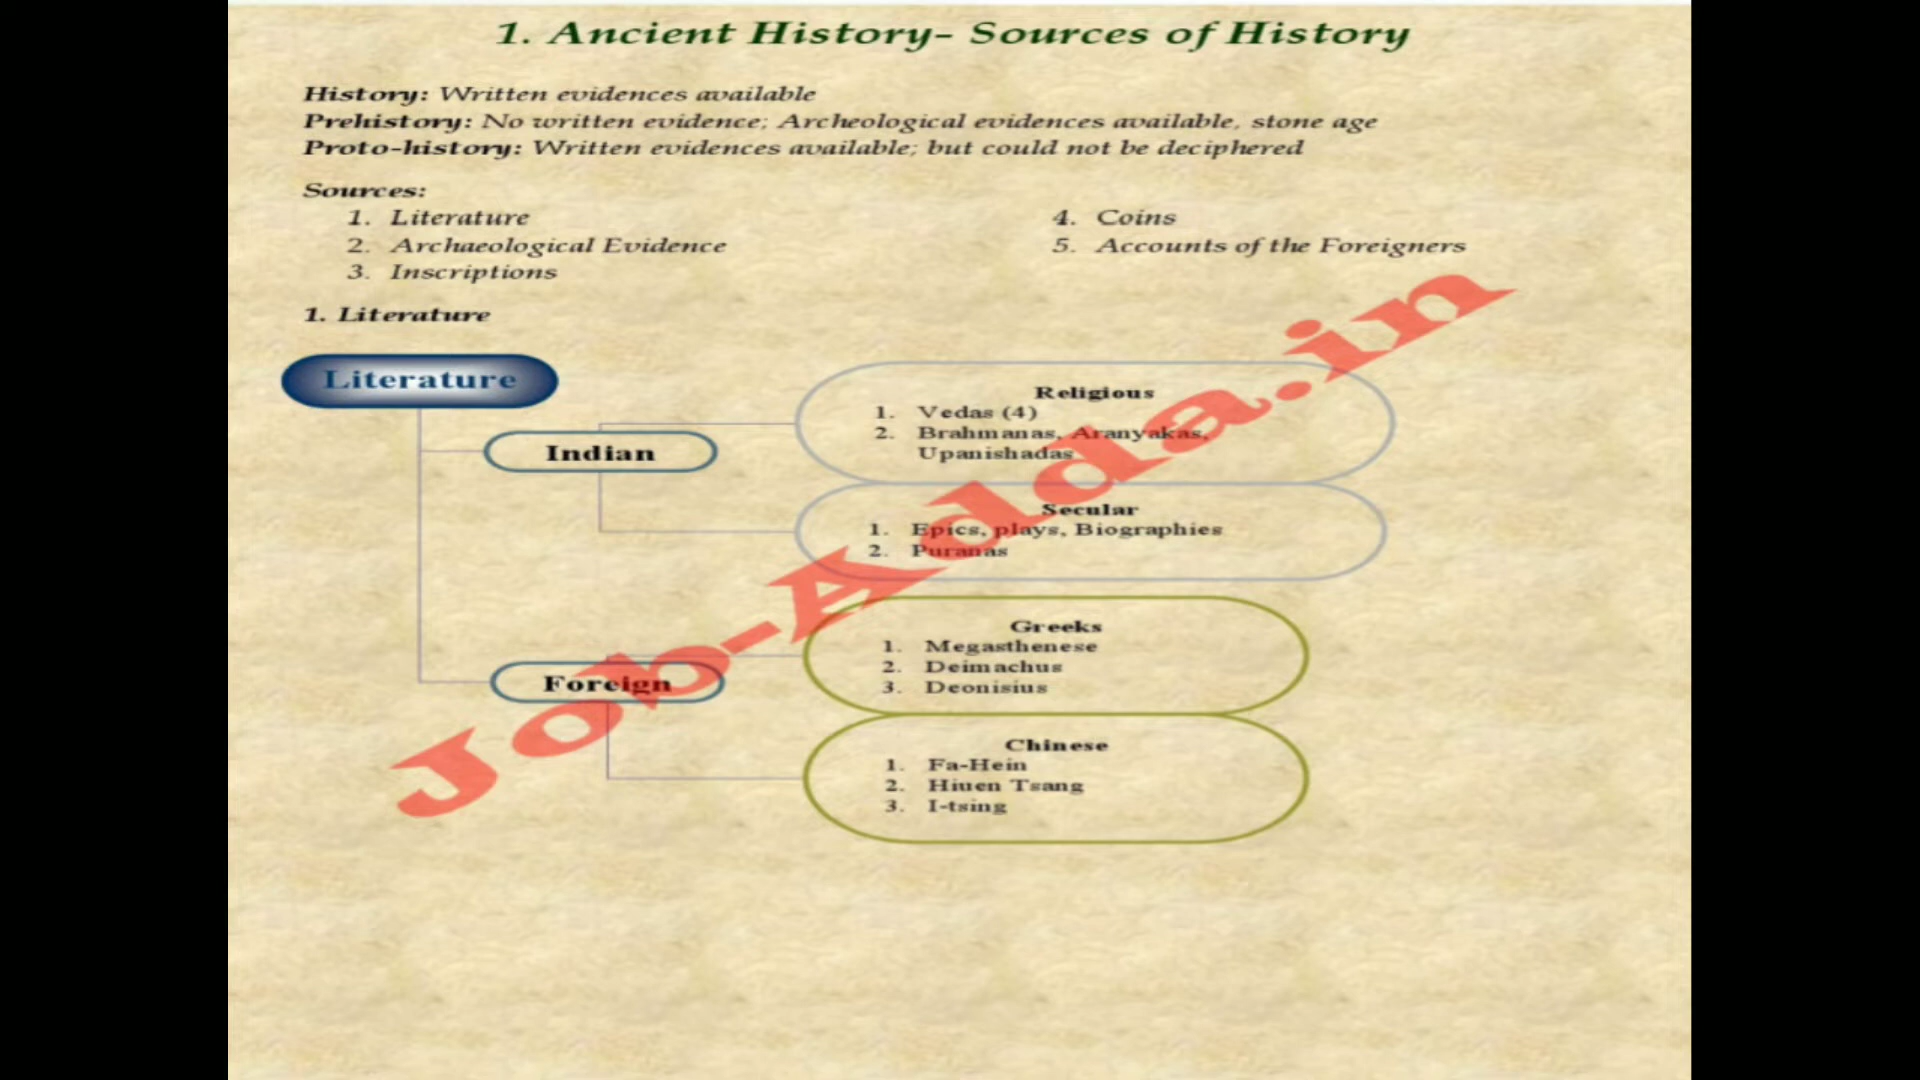 1. Ancient History- Sources of History
History: Written evidences available
Prehistory: No written evidence; Archeological evidences available, stone age
Proto-history: Written evidences available; but could not be deciphered
Sources:
1. Literature
2. Archaeological Evidence
3. Inscriptions
4. Coins
5. Accounts of the Foreigners
1. Literature
Literature
Indian
Religious
1. Vedas (4)
2. Brahmanas, Aranyakas,
Upanishadas
Secular
1. Epics, plays, Biographies
2. Puranas
Foreign
Greeks
1. Megasthenese
2. Deimachus
3. Deonisius
Chinese
1. Fa-Hein
2. Hiuen Tsang
3. I-tsing
Job-Adda.in